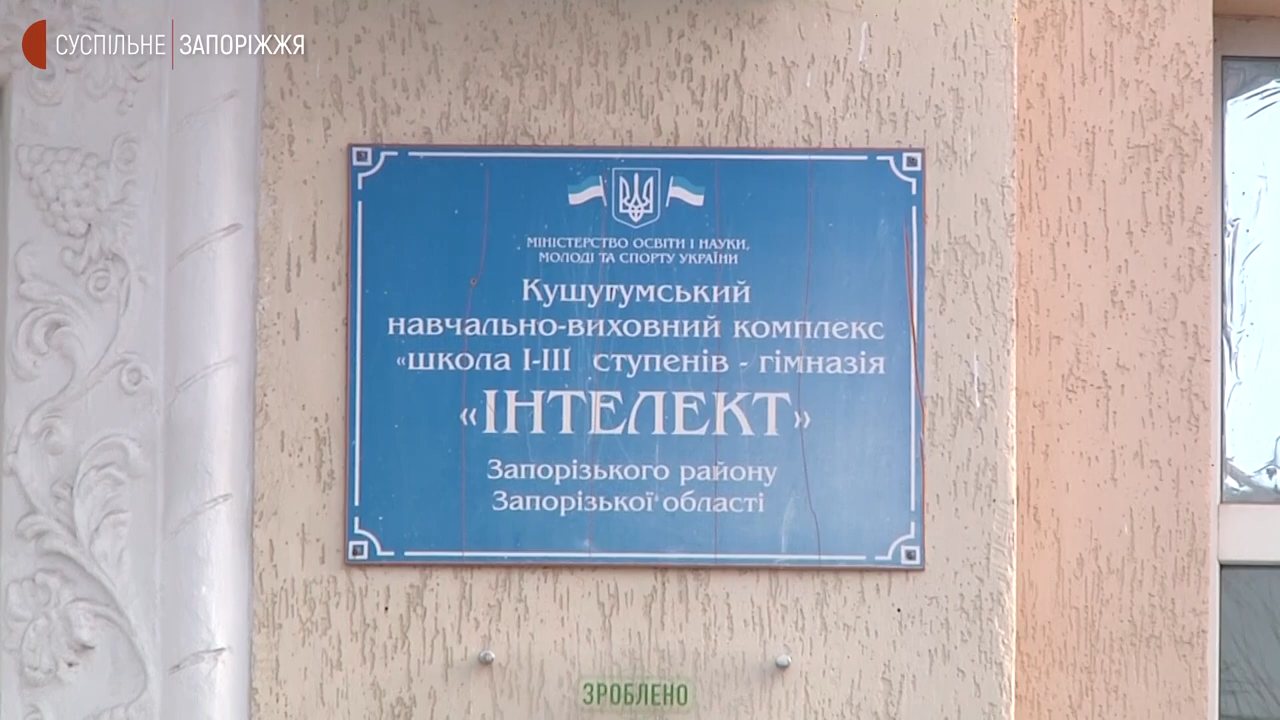 СУСПІЛЬНЕ ЗАПОРІЖЖЯ
МІНІСТЕРСТВО ОСВІТИ І НАУКИ,
МОЛОДІ ТА СПОРТУ УКРАЇНИ
Кушугумський
навчально-виховний комплекс
«школа І-ІІІ ступенів - гімназія
«ІНТЕЛЕКТ»
Запорізького району
Запорізької області
ЗРОБЛЕНО